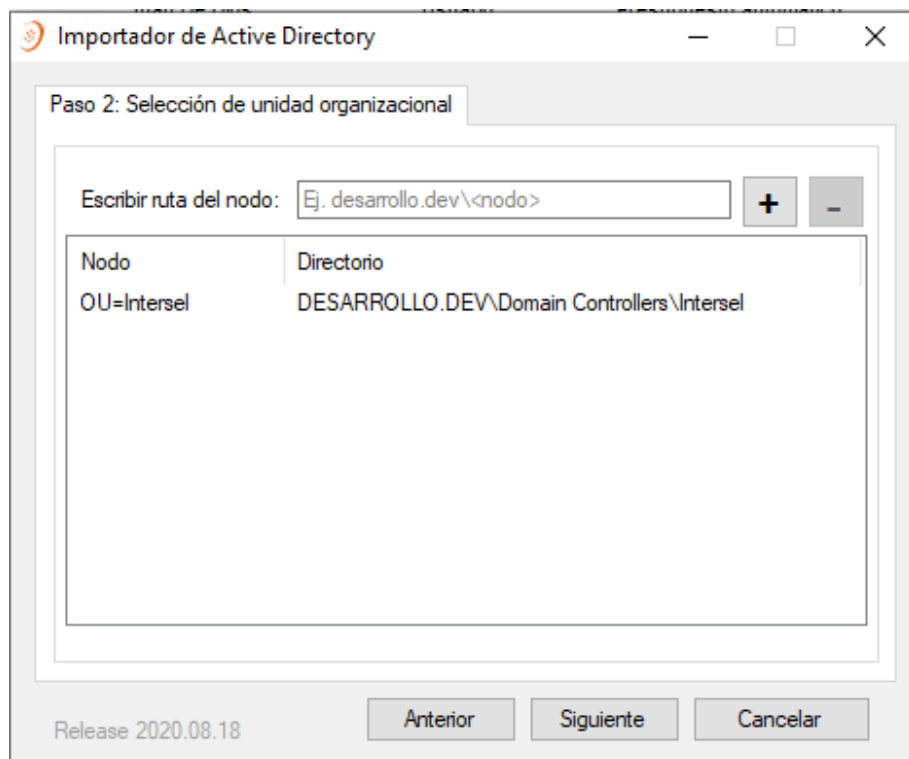 Importador de Active Directory
Paso 2: Selección de unidad organizacional
Escribir ruta del nodo: Ej. desarrollo.dev\<nodo> + -
Nodo Directorio
OU=Intersel DESARROLLO.DEV\Domain Controllers\Intersel
Release 2020.08.18 Anterior Siguiente Cancelar